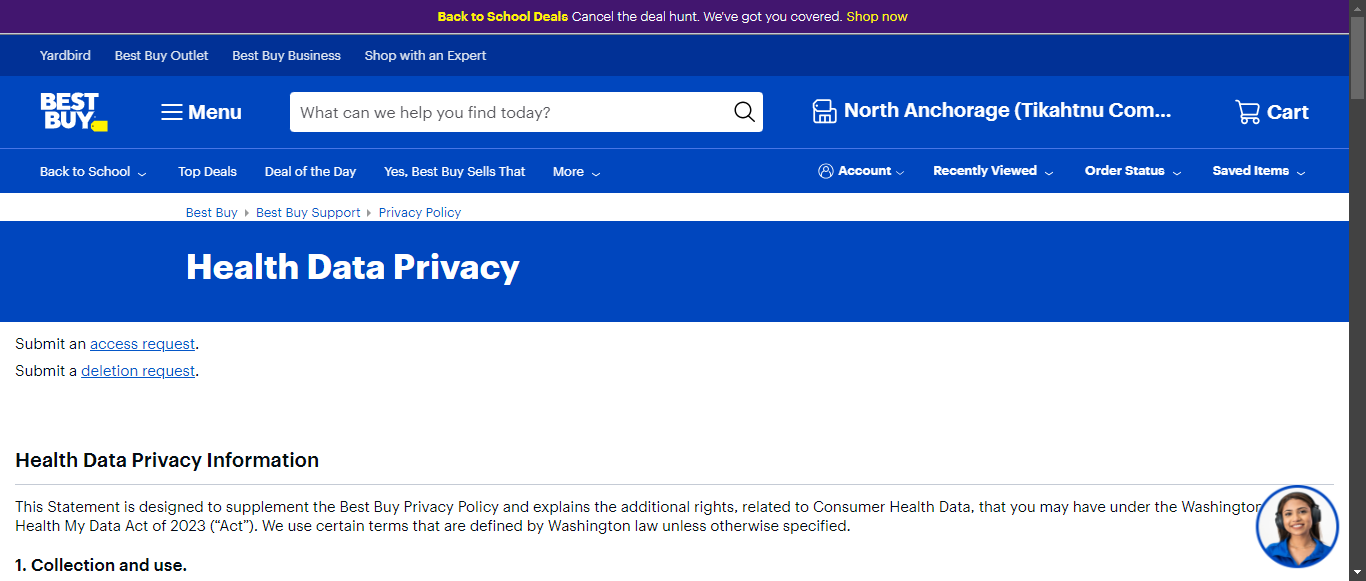 Back to School Deals Cancel the deal hunt. We've got you covered. Shop now
Yardbird Best Buy Outlet Best Buy Business Shop with an Expert
BEST BUY
Menu
What can we help you find today?
North Anchorage (Tikahtnu Com...
Cart
Back to School Top Deals Deal of the Day Yes, Best Buy Sells That More Account Recently Viewed Order Status Saved Items
Best Buy Best Buy Support Privacy Policy
Health Data Privacy
Submit an access request.
Submit a deletion request.
Health Data Privacy Information
This Statement is designed to supplement the Best Buy Privacy Policy and explains the additional rights, related to Consumer Health Data, that you may have under the Washington
Health My Data Act of 2023 (“Act”). We use certain terms that are defined by Washington law unless otherwise specified.
1. Collection and use.